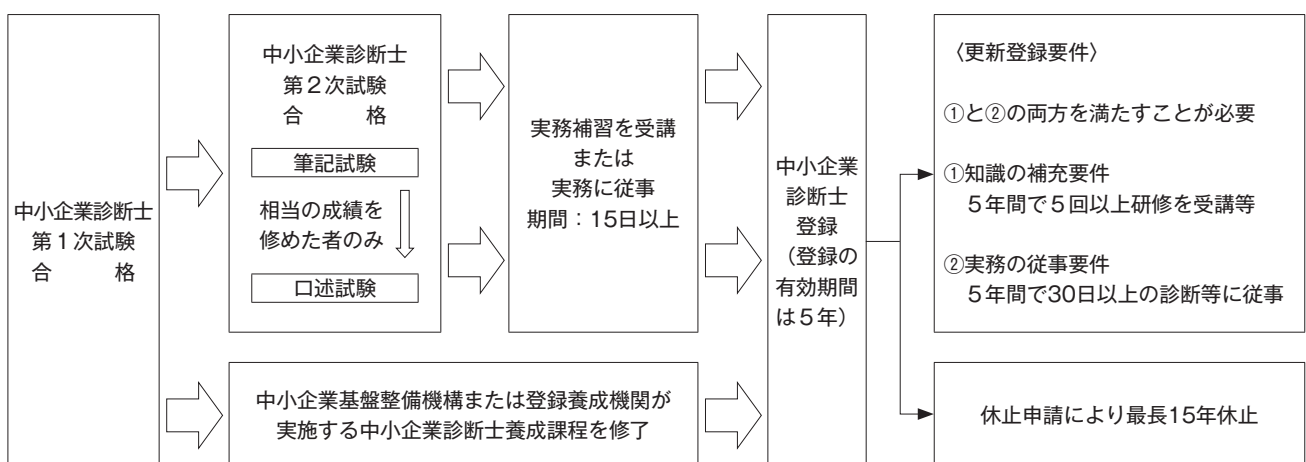 中小企業診断士
第1次試験
合　　　格
中小企業診断士
第2次試験
合　　　格
筆記試験
相当の成績を
修めた者のみ
口述試験
実務補習を受講
または
実務に従事
期間：15日以上
中小企業基盤整備機構または登録養成機関が
実施する中小企業診断士養成課程を修了
中小企業
診断士
登録
（登録の
有効期間
は5年）
〈更新登録要件〉
①と②の両方を満たすことが必要
①知識の補充要件
5年間で5回以上研修を受講等
②実務の従事要件
5年間で30日以上の診断等に従事
休止申請により最長15年休止